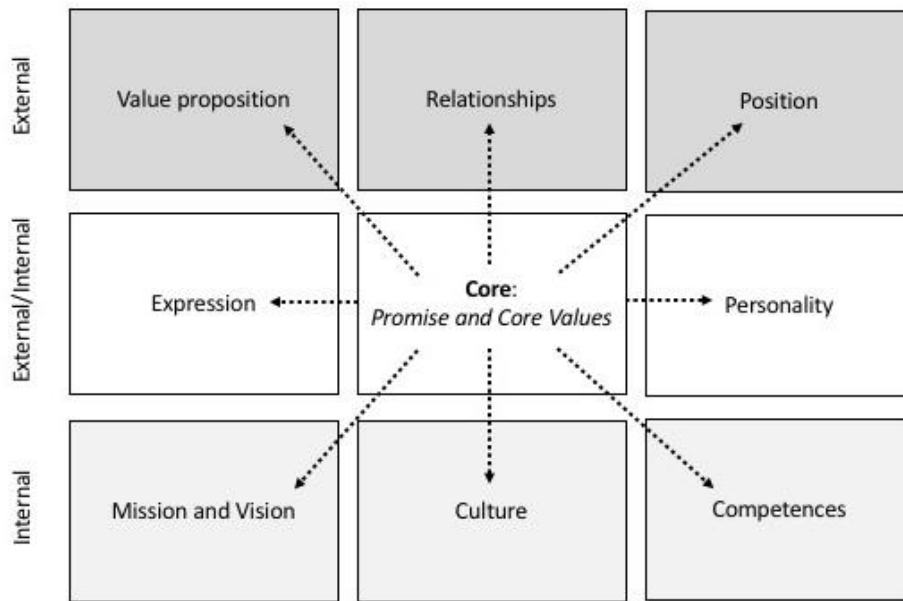 External
Value proposition
Relationships
Position
External/Internal
Expression
Core:
Promise and Core Values
Personality
Internal
Mission and Vision
Culture
Competences